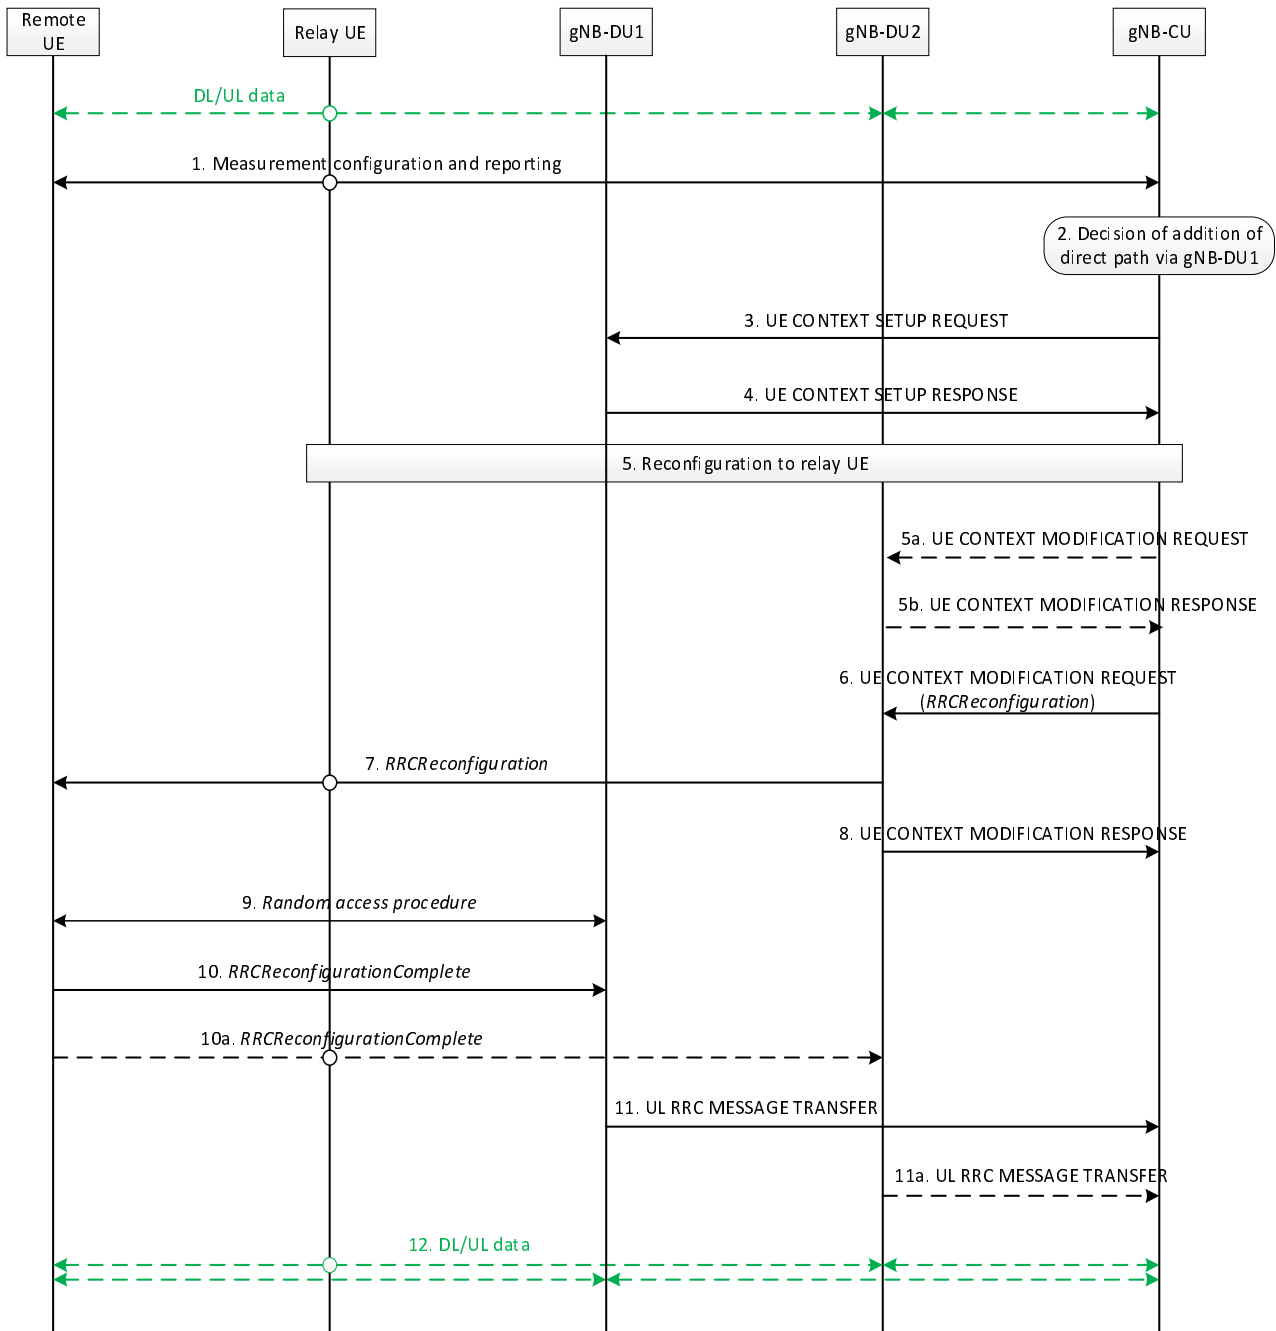 Remote
UE
Relay UE
gNB-DU1
gNB-DU2
gNB-CU
DL/UL data
1. Measurement configuration and reporting
2. Decision of addition of
direct path via gNB-DU1
3. UE CONTEXT SETUP REQUEST
4. UE CONTEXT SETUP RESPONSE
5. Reconfiguration to relay UE
5a. UE CONTEXT MODIFICATION REQUEST
5b. UE CONTEXT MODIFICATION RESPONSE
6. UE CONTEXT MODIFICATION REQUEST
(RRCReconfiguration)
7. RRCReconfiguration
8. UE CONTEXT MODIFICATION RESPONSE
9. Random access procedure
10. RRCReconfigurationComplete
10a. RRCReconfigurationComplete
11. UL RRC MESSAGE TRANSFER
11a. UL RRC MESSAGE TRANSFER
12. DL/UL data